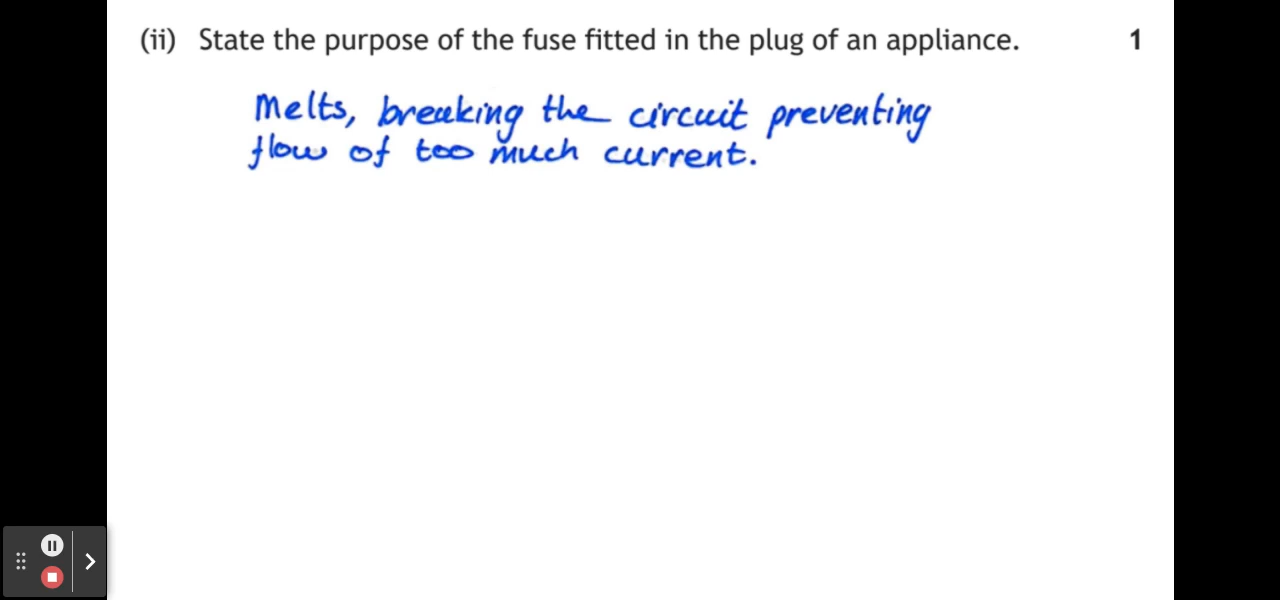 (ii) State the purpose of the fuse fitted in the plug of an appliance. 1
Melts, breaking the circuit preventing
flow of too much current.